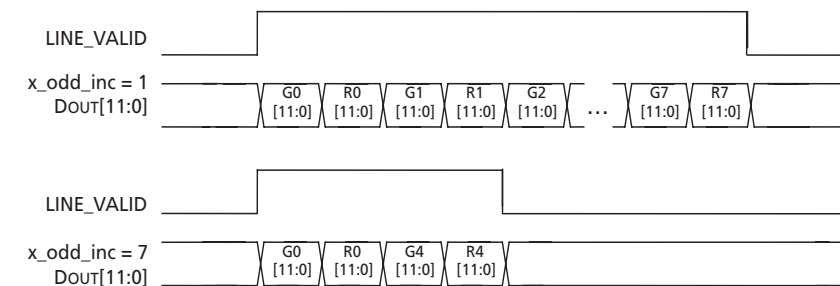 LINE_VALID
x_odd_inc = 1
DOUT[11:0]
G0 R0 G1 R1 G2 G7 R7
[11:0] [11:0] [11:0] [11:0] [11:0] ... [11:0] [11:0]
LINE_VALID
x_odd_inc = 7
DOUT[11:0]
G0 R0 G4 R4
[11:0] [11:0] [11:0] [11:0]